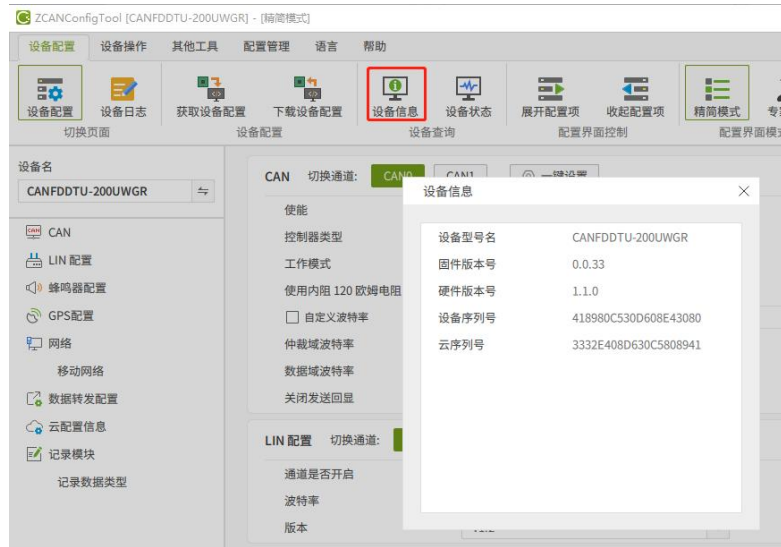 ZCANConfigTool [CANFDDTU-200UWGR] - [精简模式]
设备配置 设备操作 其他工具 配置管理 语言 帮助
设备配置 设备日志 获取设备配置 下载设备配置 设备信息 设备状态 展开配置项 收起配置项 精简模式
切换页面 设备配置 设备查询 配置界面控制 配置界面模
设备名
CANFDDTU-200UWGR
CAN
LIN 配置
蜂鸣器配置
GPS配置
网络
移动网络
数据转发配置
云配置信息
记录模块
记录数据类型
CAN 切换通道: CAN0 CAN1 一键设置
使能
控制器类型
工作模式
使用内阻 120 欧姆电阻
自定义波特率
仲裁域波特率
数据域波特率
关闭发送回显
LIN 配置 切换通道:
通道是否开启
波特率
版本
设备信息
设备型号名 CANFDDTU-200UWGR
固件版本号 0.0.33
硬件版本号 1.1.0
设备序列号 418980C530D608E43080
云序列号 3332E408D630C5808941